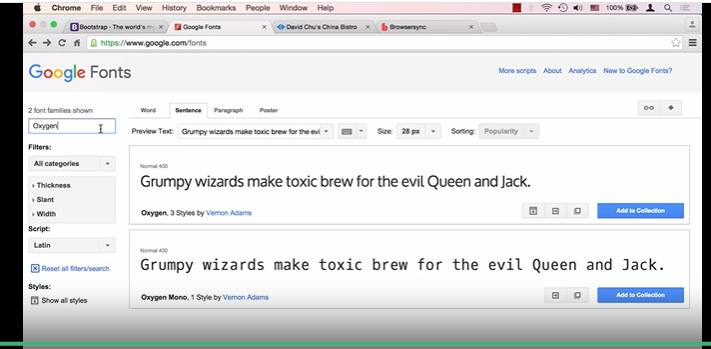 Chrome File Edit View History Bookmarks People Window Help 100%
Bootstrap - The world's m
Google Fonts
David Chu's China Bistro
Browsersync
https://www.google.com/fonts
Google Fonts
More scripts About Analytics New to Google Fonts?
2 font families shown
Oxygen
Word Sentence Paragraph Poster
Preview Text: Grumpy wizards make toxic brew for the evi Size: 28 px Sorting: Popularity
Filters:
All categories
Thickness
Slant
Width
Script:
Latin
Reset all filters/search
Styles:
Show all styles
Normal 400
Grumpy wizards make toxic brew for the evil Queen and Jack.
Oxygen, 3 Styles by Vernon Adams
Add to Collection
Normal 400
Grumpy wizards make toxic brew for the evil Queen and Jack.
Oxygen Mono, 1 Style by Vernon Adams
Add to Collection